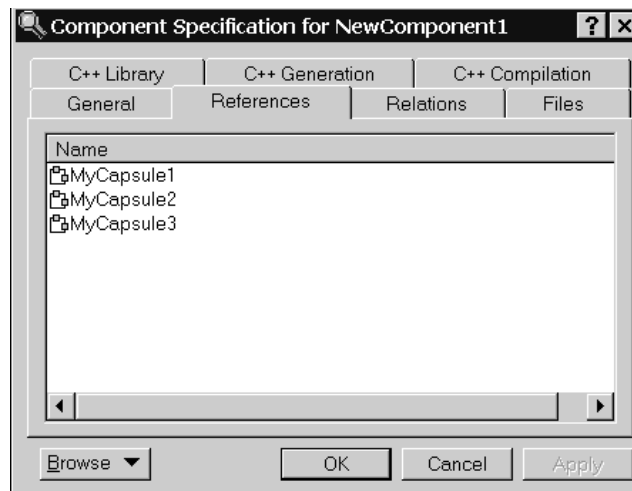 Component Specification for NewComponent1
C++ Library C++ Generation C++ Compilation
General References Relations Files
Name
MyCapsule1
MyCapsule2
MyCapsule3
Browse OK Cancel Apply